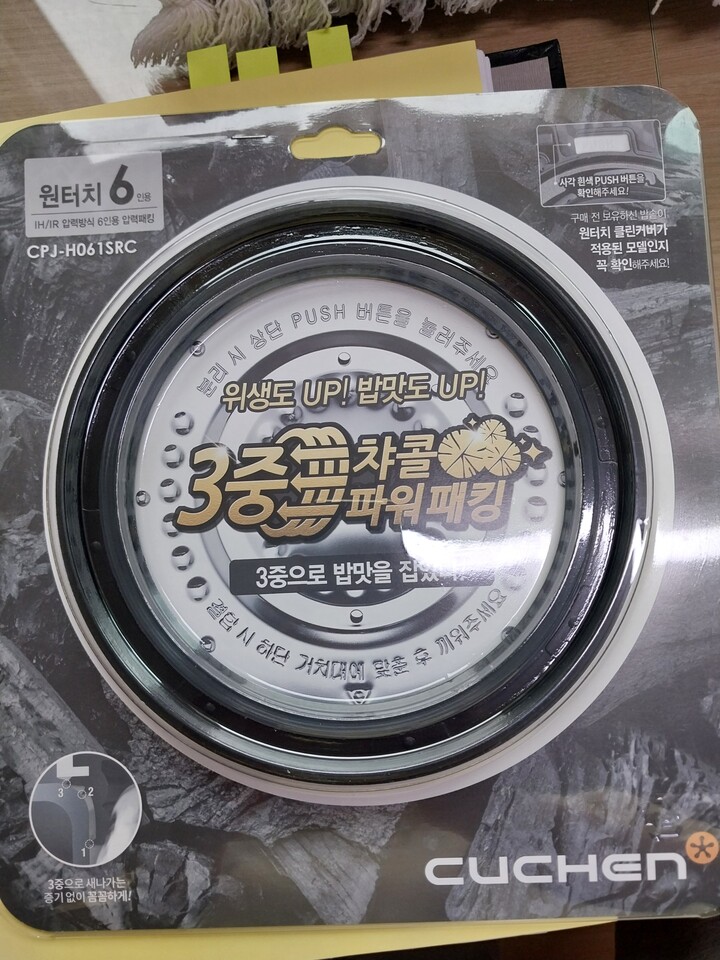 원터치 6인용
IH/IR 압력방식 6인용 압력패킹
CPJ-H061SRC
사각 흰색 PUSH 버튼을
확인해주세요!
구매 전 보유하신 밥솥이
원터치 클린커버가
적용된 모델인지
꼭 확인해주세요!
분리 시 상단 PUSH 버튼을 눌러주세요
위생도 UP! 밥맛도 UP!
3중 챠콜
파워패킹
3중으로 밥맛을
결합 시 하단 거치대에 맞춘 후 끼워주세요
3 2
1
3중으로 새나가는
증기 없이 꼼꼼하게!
CUCHEN